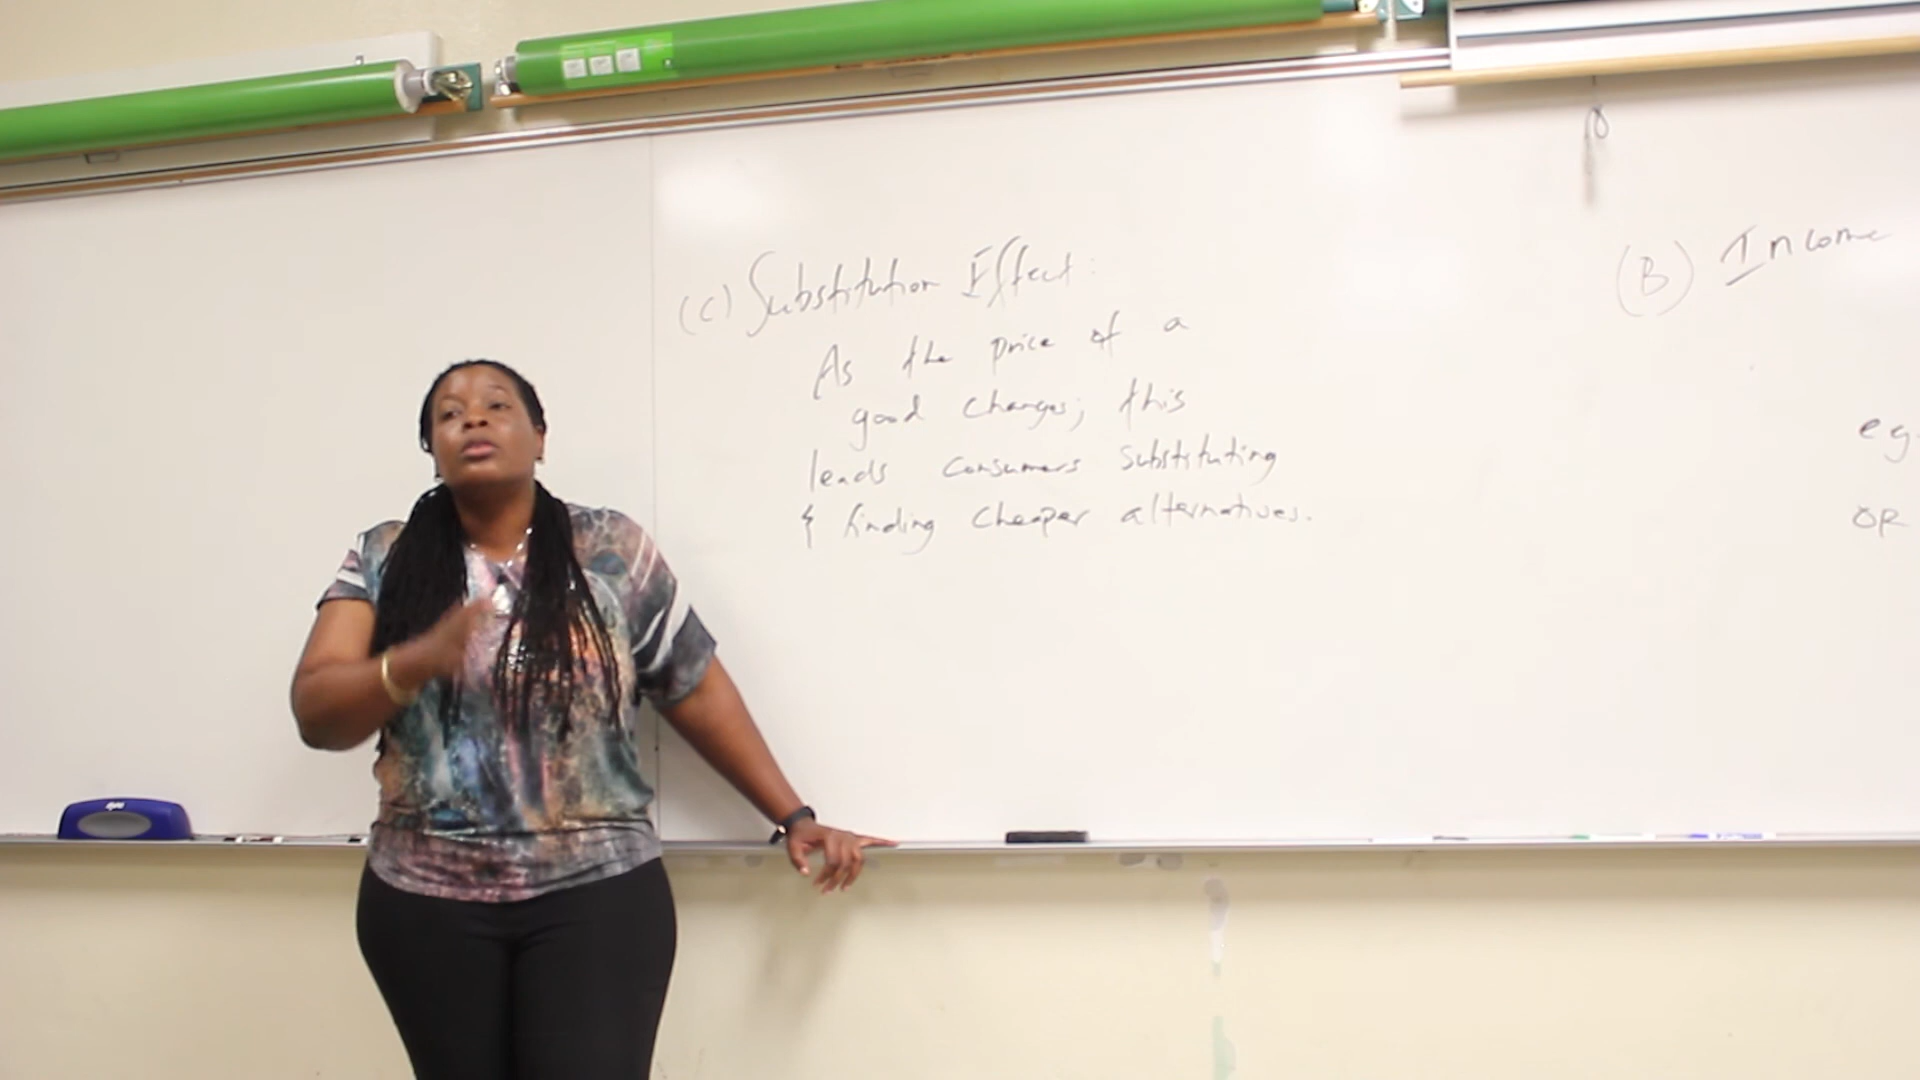 (C) Substitution Effect:
As the price of a
good changes; this
leads consumers substituting
& finding cheaper alternatives.
(B) Income
eg.
OR